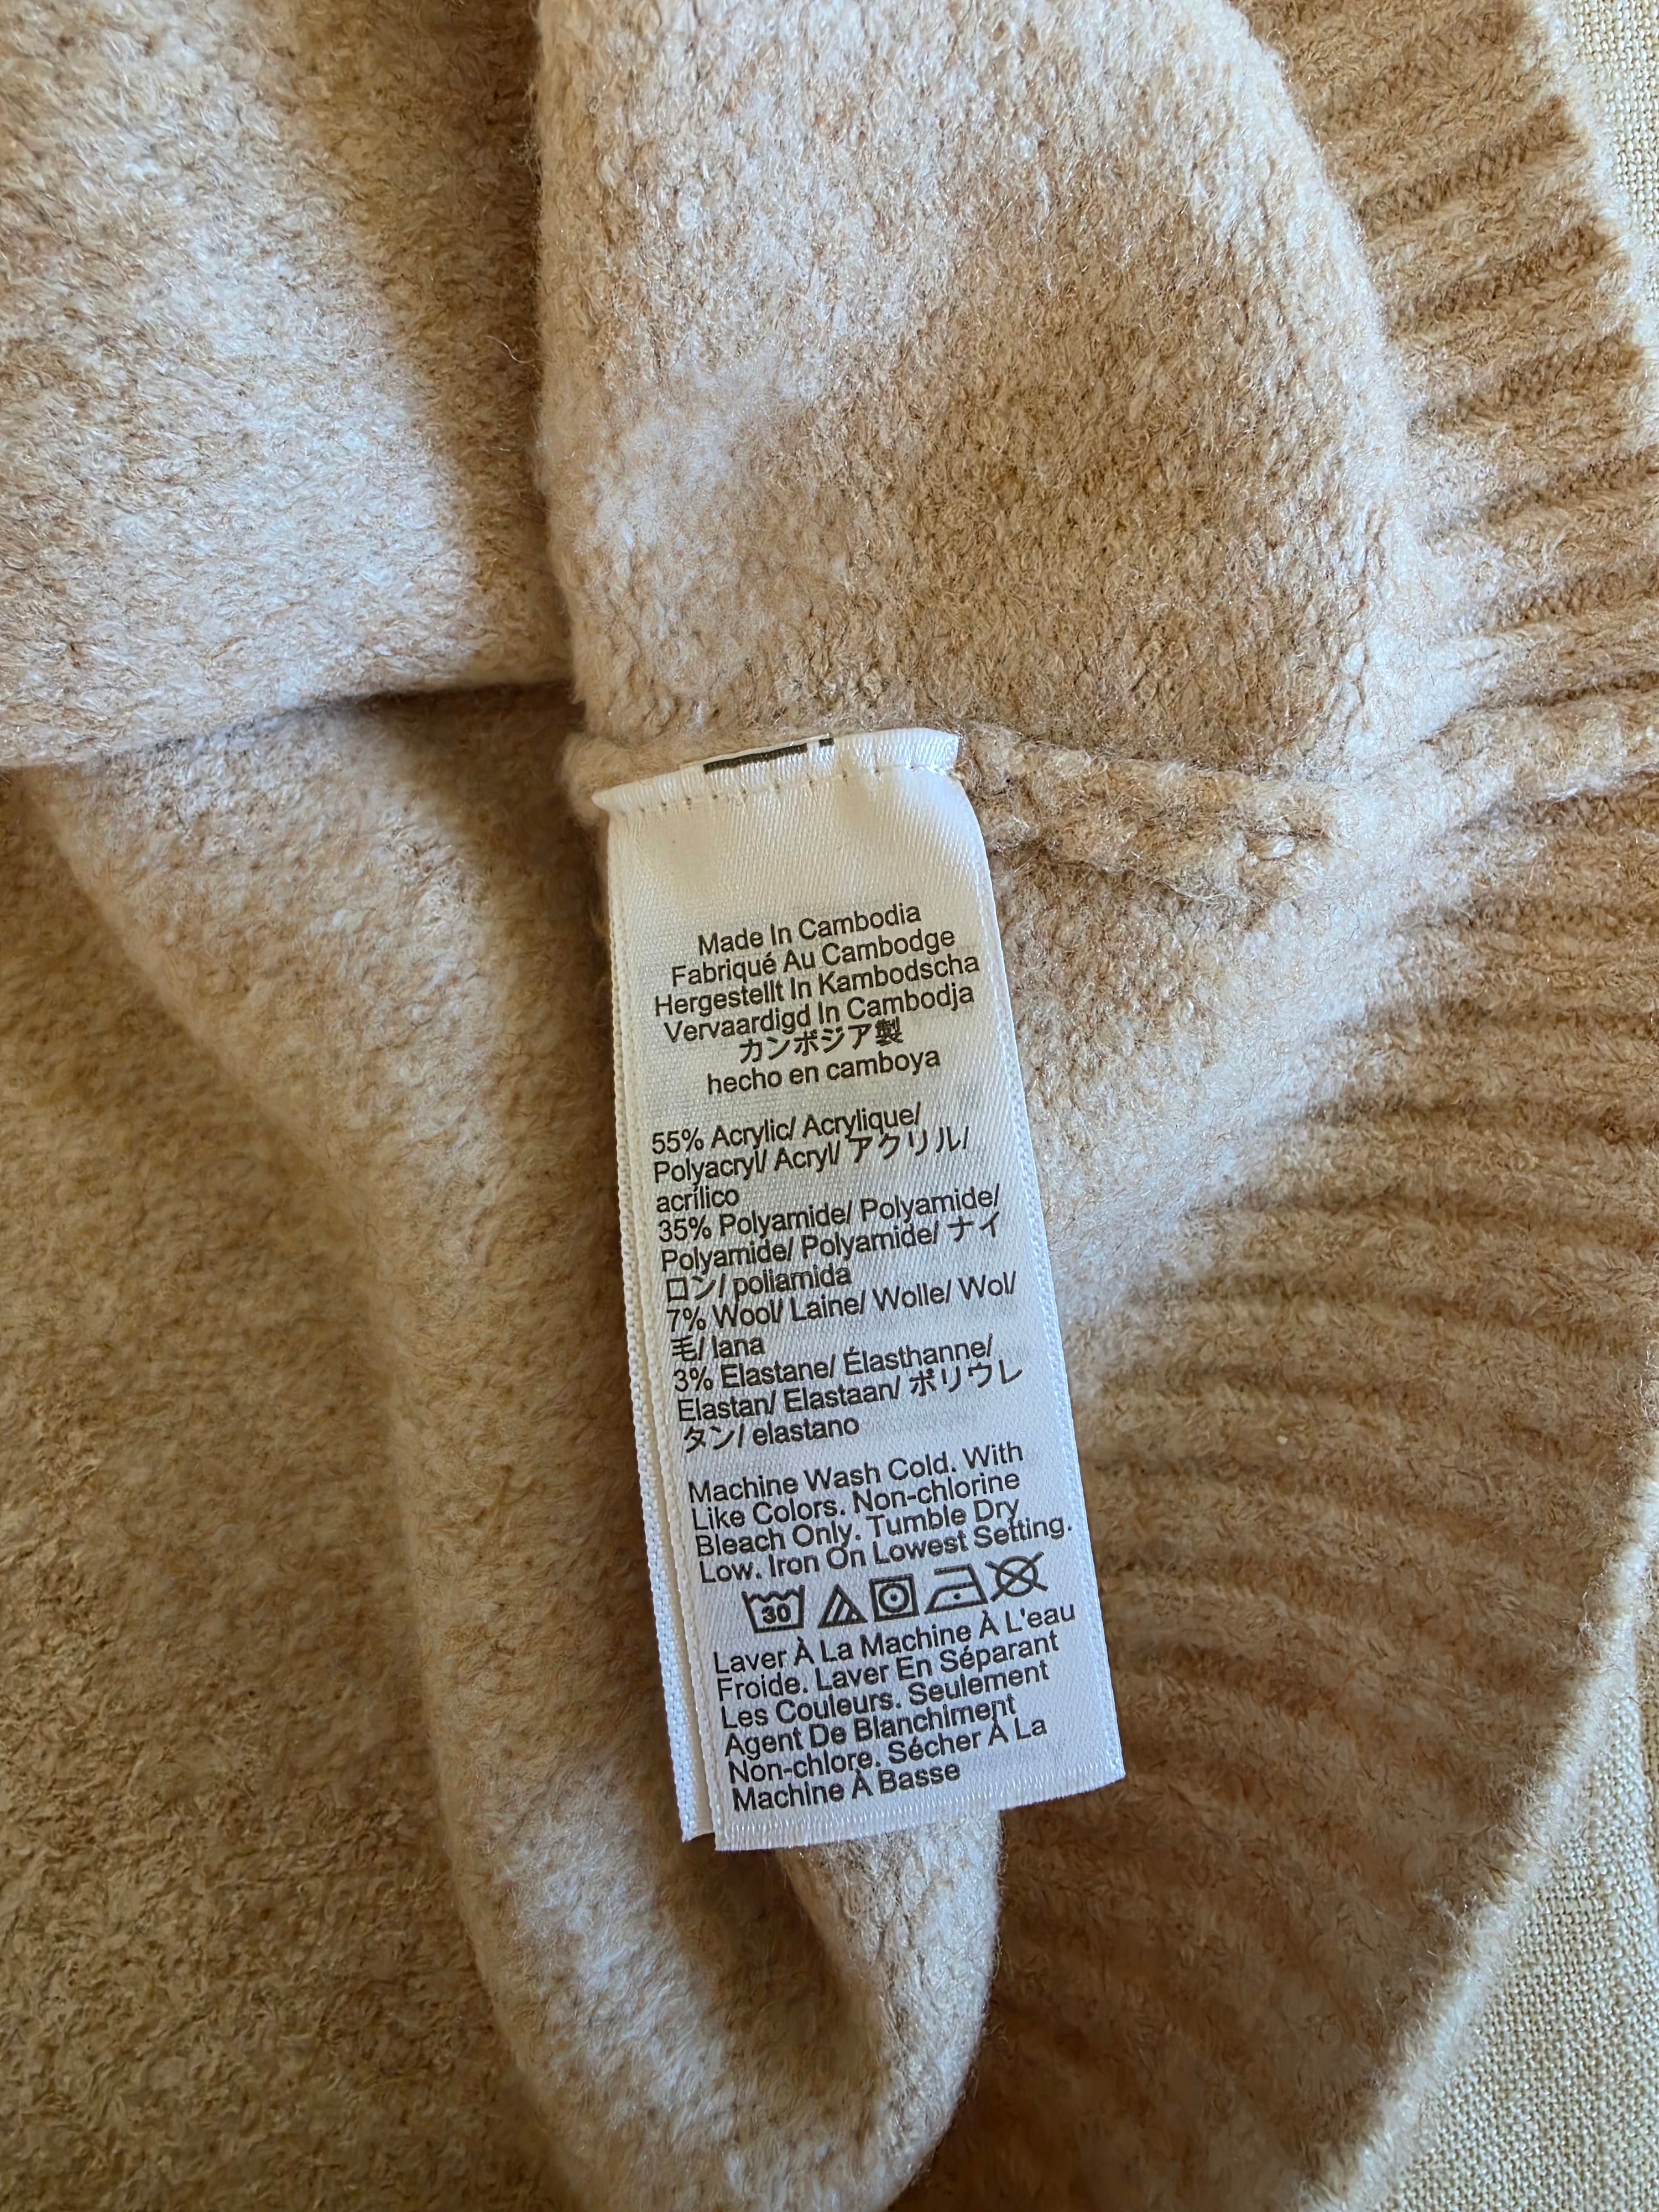 Made In Cambodia
Fabriqué Au Cambodge
Hergestellt In Kambodscha
Vervaardigd In Cambodja
カンボジア製
hecho en camboya
55% Acrylic/ Acrylique/
Polyacryl/ Acryl/ アクリル/
acrílico
35% Polyamide/ Polyamide/
Polyamide/ Polyamide/ ナイ
ロン/ poliamida
7% Wool/ Laine/ Wolle/ Wol/
毛/ lana
3% Elastane/ Élasthanne/
Elastan/ Elastaan/ ポリウレ
タン/ elastano
Machine Wash Cold. With
Like Colors. Non-chlorine
Bleach Only. Tumble Dry
Low. Iron On Lowest Setting.
30
Laver À La Machine À L'eau
Froide. Laver En Séparant
Les Couleurs. Seulement
Agent De Blanchiment
Non-chlore. Sécher À La
Machine À Basse